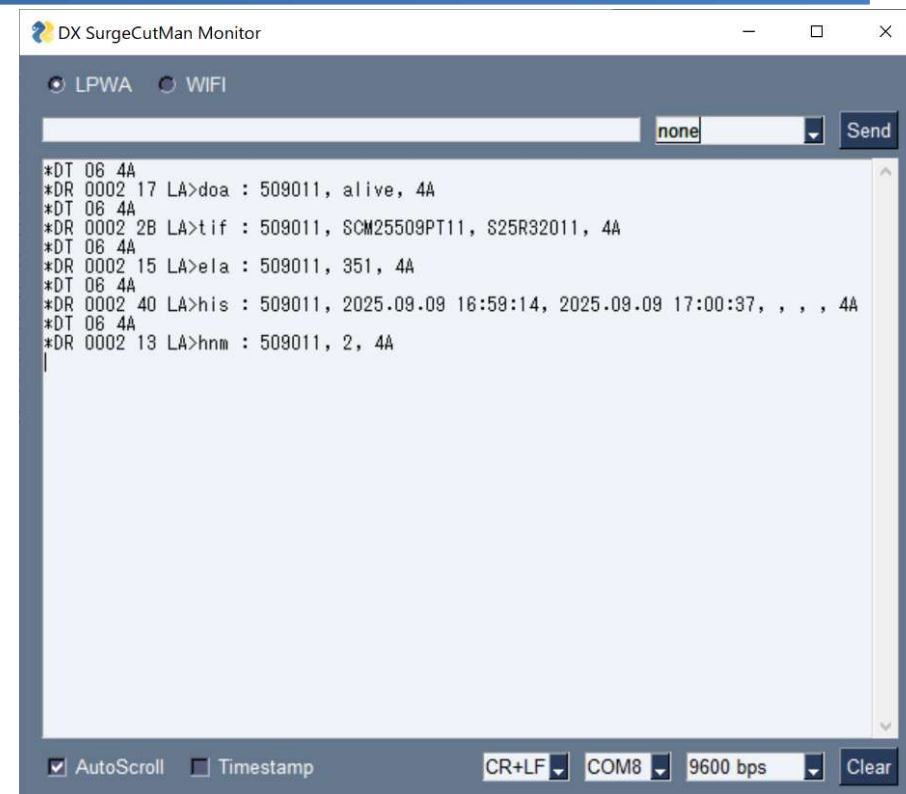 DX SurgeCutMan Monitor
LPWA WIFI
none Send
*DT 06 4A
*DR 0002 17 LA>doa : 509011, alive, 4A
*DT 06 4A
*DR 0002 2B LA>tif : 509011, SCM25509PT11, S25R32011, 4A
*DT 06 4A
*DR 0002 15 LA>ela : 509011, 351, 4A
*DT 06 4A
*DR 0002 40 LA>his : 509011, 2025.09.09 16:59:14, 2025.09.09 17:00:37, , , , 4A
*DT 06 4A
*DR 0002 13 LA>hnm : 509011, 2, 4A
AutoScroll Timestamp CR+LF COM8 9600 bps Clear